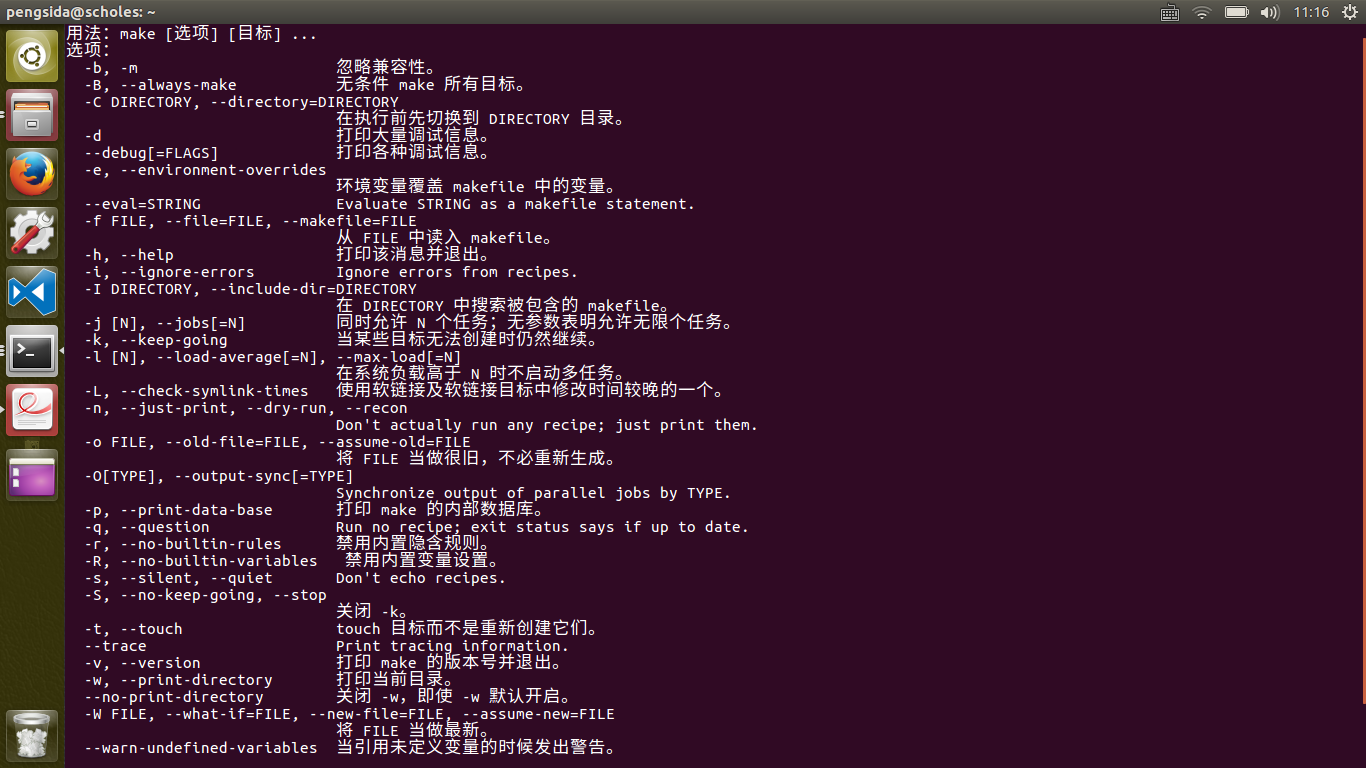 pengsida@scholes: ~
11:16
用法：make [选项] [目标] ...
选项：
-b, -m 忽略兼容性。
-B, --always-make 无条件 make 所有目标。
-C DIRECTORY, --directory=DIRECTORY
在执行前先切换到 DIRECTORY 目录。
-d 打印大量调试信息。
--debug[=FLAGS] 打印各种调试信息。
-e, --environment-overrides
环境变量覆盖 makefile 中的变量。
--eval=STRING Evaluate STRING as a makefile statement.
-f FILE, --file=FILE, --makefile=FILE
从 FILE 中读入 makefile。
-h, --help 打印该消息并退出。
-i, --ignore-errors Ignore errors from recipes.
-I DIRECTORY, --include-dir=DIRECTORY
在 DIRECTORY 中搜索被包含的 makefile。
-j [N], --jobs[=N] 同时允许 N 个任务；无参数表明允许无限个任务。
-k, --keep-going 当某些目标无法创建时仍然继续。
-l [N], --load-average[=N], --max-load[=N]
在系统负载高于 N 时不启动多任务。
-L, --check-symlink-times 使用软链接及软链接目标中修改时间较晚的一个。
-n, --just-print, --dry-run, --recon
Don't actually run any recipe; just print them.
-o FILE, --old-file=FILE, --assume-old=FILE
将 FILE 当做很旧，不必重新生成。
-O[TYPE], --output-sync[=TYPE]
Synchronize output of parallel jobs by TYPE.
-p, --print-data-base 打印 make 的内部数据库。
-q, --question Run no recipe; exit status says if up to date.
-r, --no-builtin-rules 禁用内置隐含规则。
-R, --no-builtin-variables 禁用内置变量设置。
-s, --silent, --quiet Don't echo recipes.
-S, --no-keep-going, --stop
关闭 -k。
-t, --touch touch 目标而不是重新创建它们。
--trace Print tracing information.
-v, --version 打印 make 的版本号并退出。
-w, --print-directory 打印当前目录。
--no-print-directory 关闭 -w，即使 -w 默认开启。
-W FILE, --what-if=FILE, --new-file=FILE, --assume-new=FILE
将 FILE 当做最新。
--warn-undefined-variables 当引用未定义变量的时候发出警告。